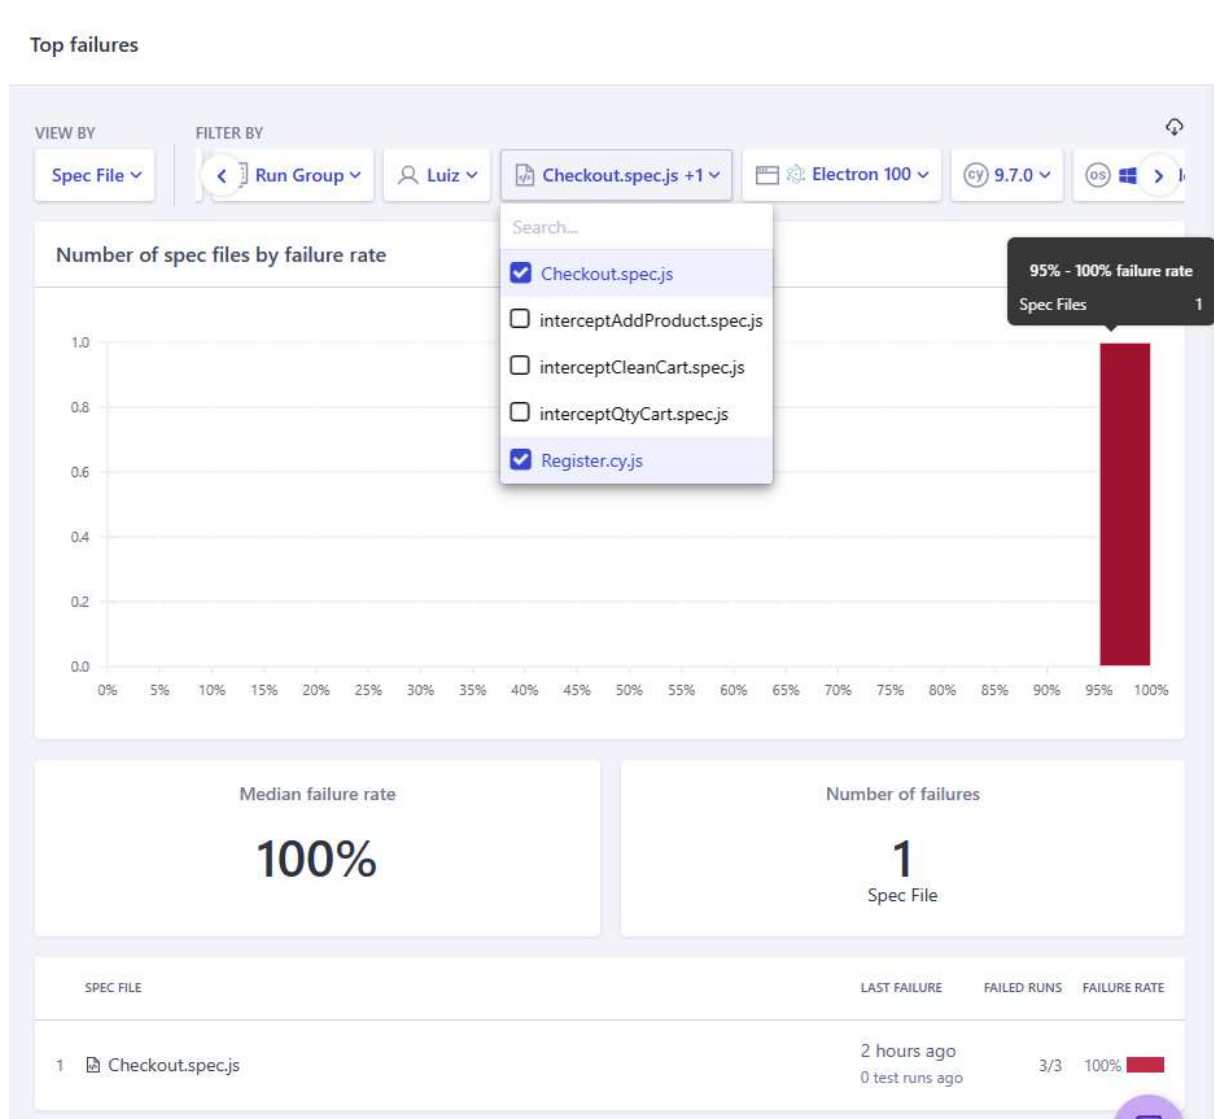 Top failures
VIEW BY
FILTER BY
Spec File
Run Group
Luiz
Checkout.spec.js +1
Electron 100
cy 9.7.0
os
Search...
Checkout.spec.js
interceptAddProduct.spec.js
interceptCleanCart.spec.js
interceptQtyCart.spec.js
Register.cy.js
Number of spec files by failure rate
95% - 100% failure rate
Spec Files 1
1.0
0.8
0.6
0.4
0.2
0.0
0% 5% 10% 15% 20% 25% 30% 35% 40% 45% 50% 55% 60% 65% 70% 75% 80% 85% 90% 95% 100%
Median failure rate
100%
Number of failures
1
Spec File
SPEC FILE LAST FAILURE FAILED RUNS FAILURE RATE
1 Checkout.spec.js 2 hours ago 3/3 100%
0 test runs ago